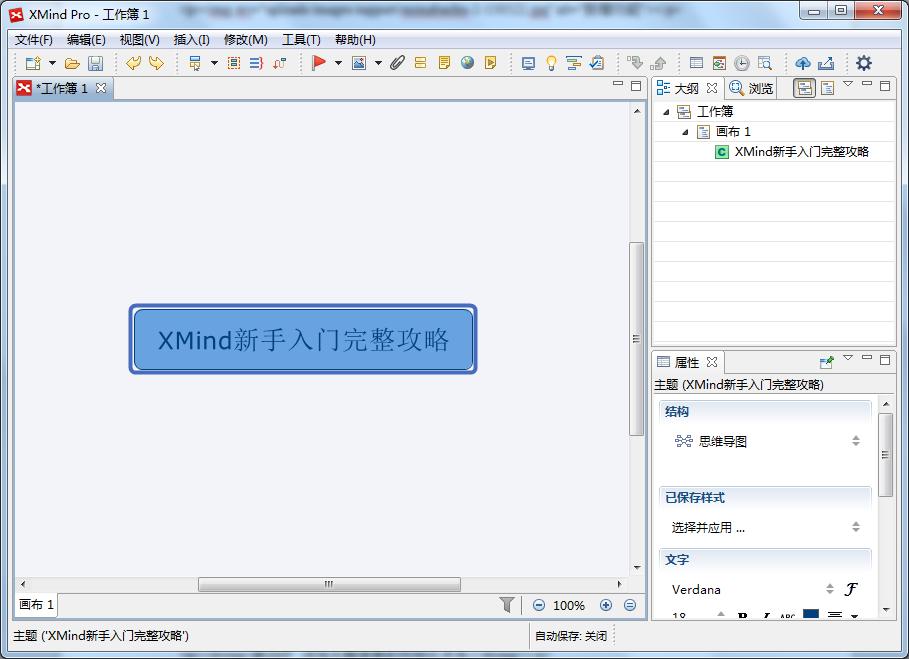 XMind Pro - 工作簿 1
文件(F) 编辑(E) 视图(V) 插入(I) 修改(M) 工具(T) 帮助(H)
*工作簿 1
大纲 浏览
工作簿
画布 1
XMind新手入门完整攻略
XMind新手入门完整攻略
属性
主题 (XMind新手入门完整攻略)
结构
思维导图
已保存样式
选择并应用 ...
文字
Verdana
18 B I ABC
画布 1
100%
主题 ('XMind新手入门完整攻略')
自动保存: 关闭